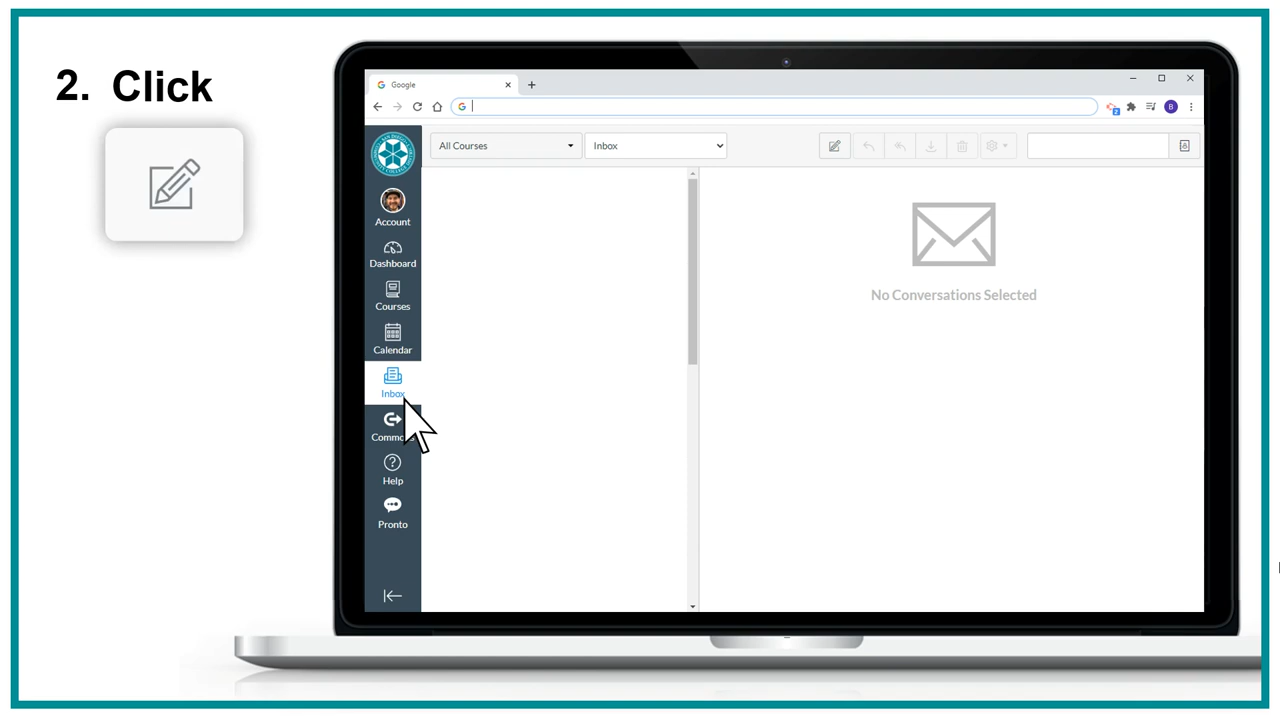 2. Click
Google
All Courses
Inbox
Account
Dashboard
Courses
Calendar
Inbox
Help
Pronto
No Conversations Selected
B